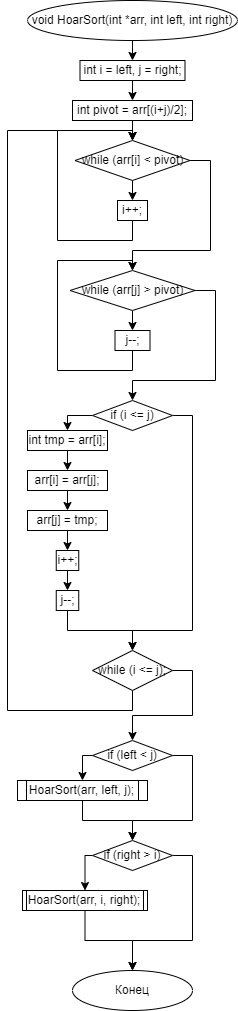 void HoarSort(int *arr, int left, int right)
int i = left, j = right;
int pivot = arr[(i+j)/2];
while (arr[i] < pivot)
i++;
while (arr[j] > pivot)
j--;
if (i <= j)
int tmp = arr[i];
arr[i] = arr[j];
arr[j] = tmp;
i++;
j--;
while (i <= j);
if (left < j)
HoarSort(arr, left, j);
if (right > i)
HoarSort(arr, i, right);
Конец